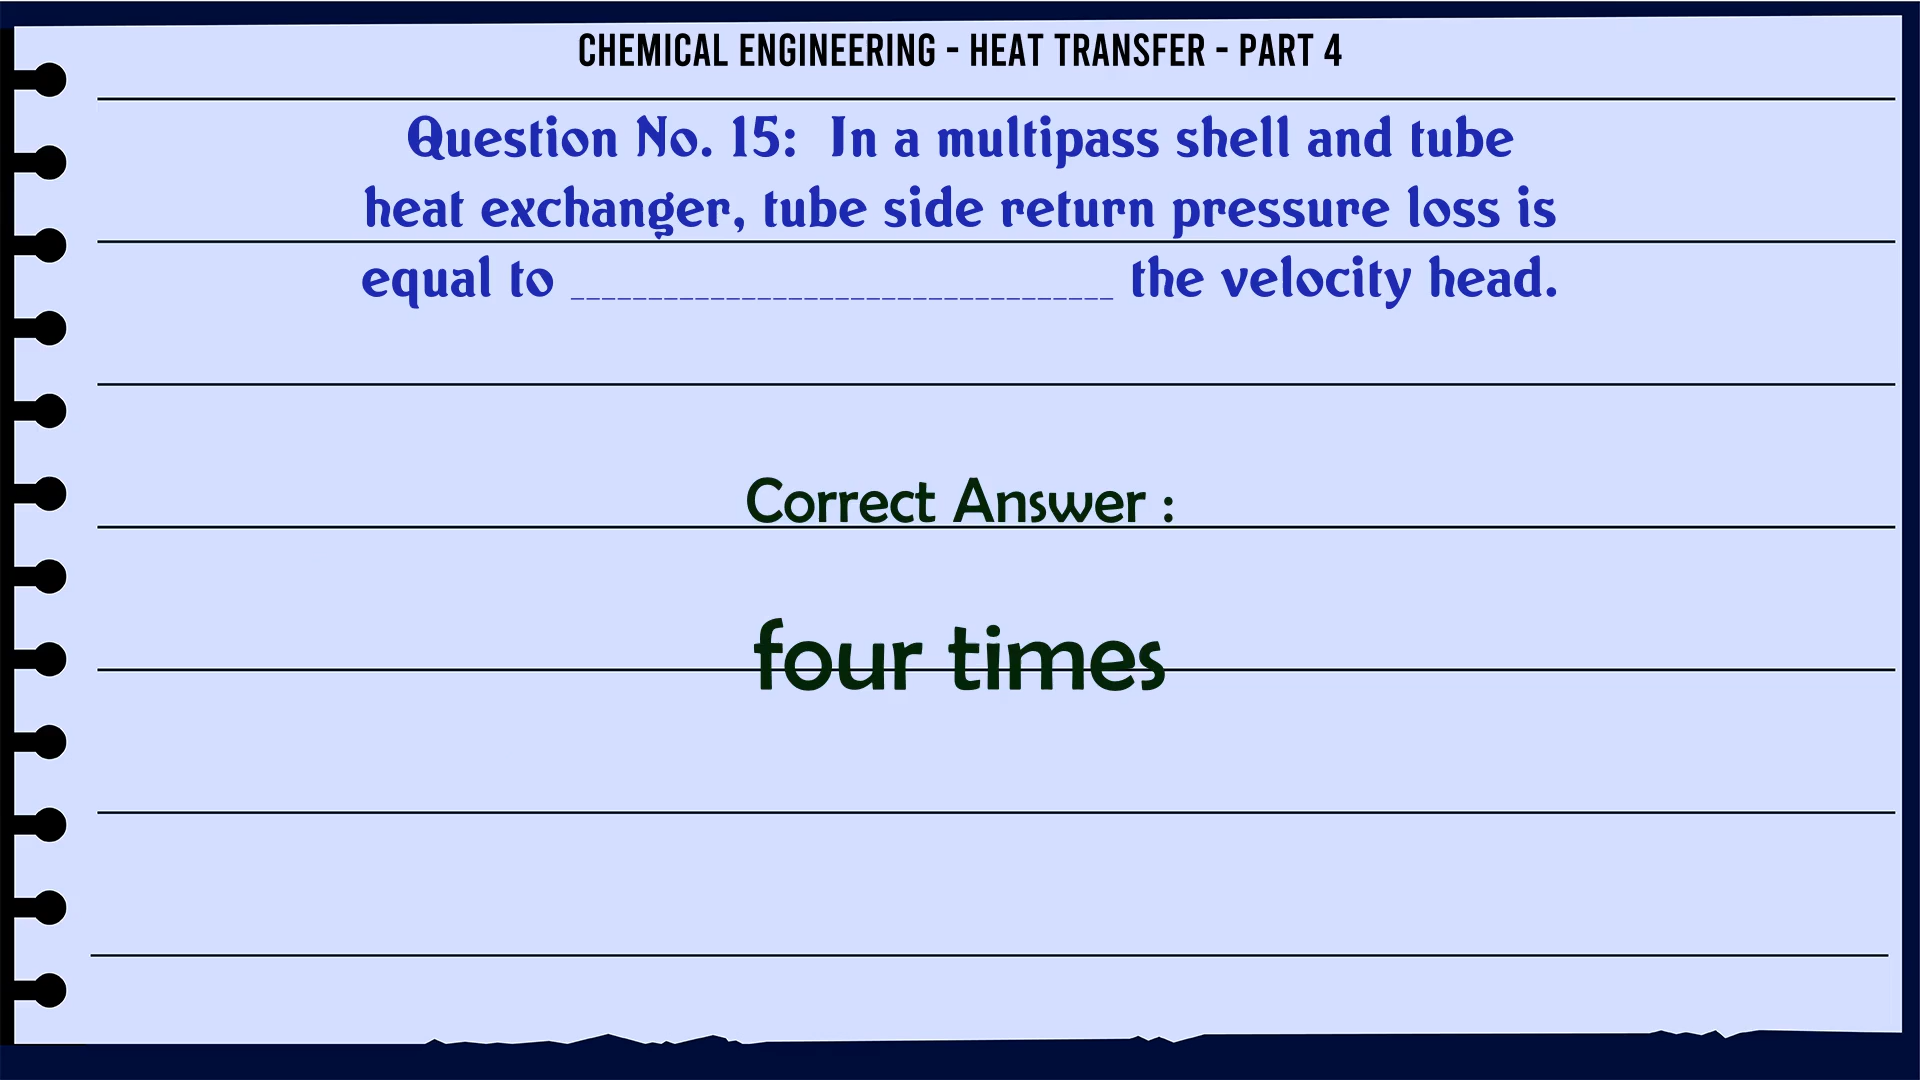 CHEMICAL ENGINEERING - HEAT TRANSFER - PART 4
Question No. 15: In a multipass shell and tube
heat exchanger, tube side return pressure loss is
equal to ___________________________________ the velocity head.
Correct Answer :
four times